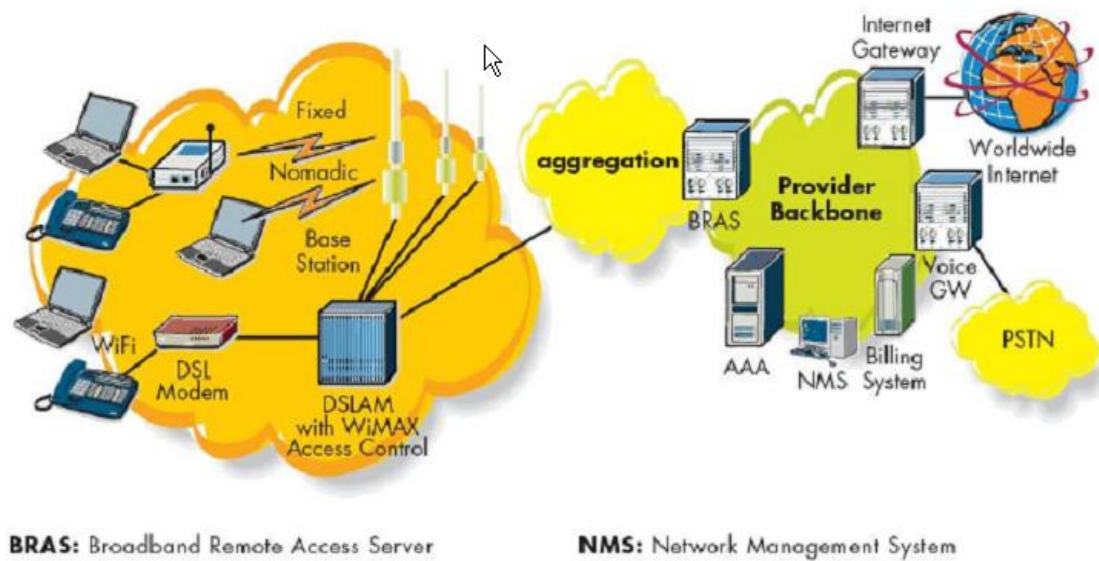 Fixed
Nomadic
Base
Station
WiFi
DSL
Modem
DSLAM
with WiMAX
Access Control
aggregation
BRAS
Provider
Backbone
Internet
Gateway
Worldwide
Internet
Voice
GW
PSTN
AAA
NMS
Billing
System
BRAS: Broadband Remote Access Server
NMS: Network Management System